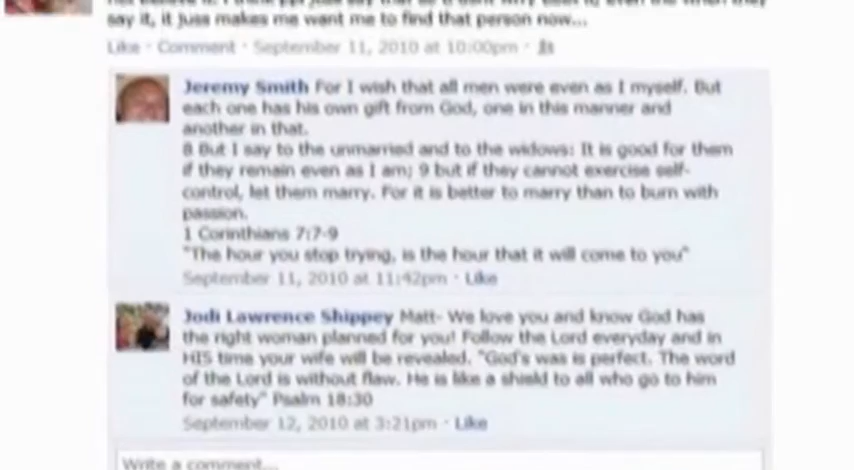 say it, it juss makes me want me to find that person now...
Like · Comment · September 11, 2010 at 10:00pm ·
Jeremy Smith For I wish that all men were even as I myself. But
each one has his own gift from God, one in this manner and
another in that.
8 But I say to the unmarried and to the widows: It is good for them
if they remain even as I am; 9 but if they cannot exercise self-
control, let them marry. For it is better to marry than to burn with
passion.
1 Corinthians 7:7-9
"The hour you stop trying, is the hour that it will come to you"
September 11, 2010 at 11:42pm · Like
Jodi Lawrence Shippey Matt- We love you and know God has
the right woman planned for you! Follow the Lord everyday and in
HIS time your wife will be revealed. "God's was is perfect. The word
of the Lord is without flaw. He is like a shield to all who go to him
for safety" Psalm 18:30
September 12, 2010 at 3:21pm · Like
Write a comment...